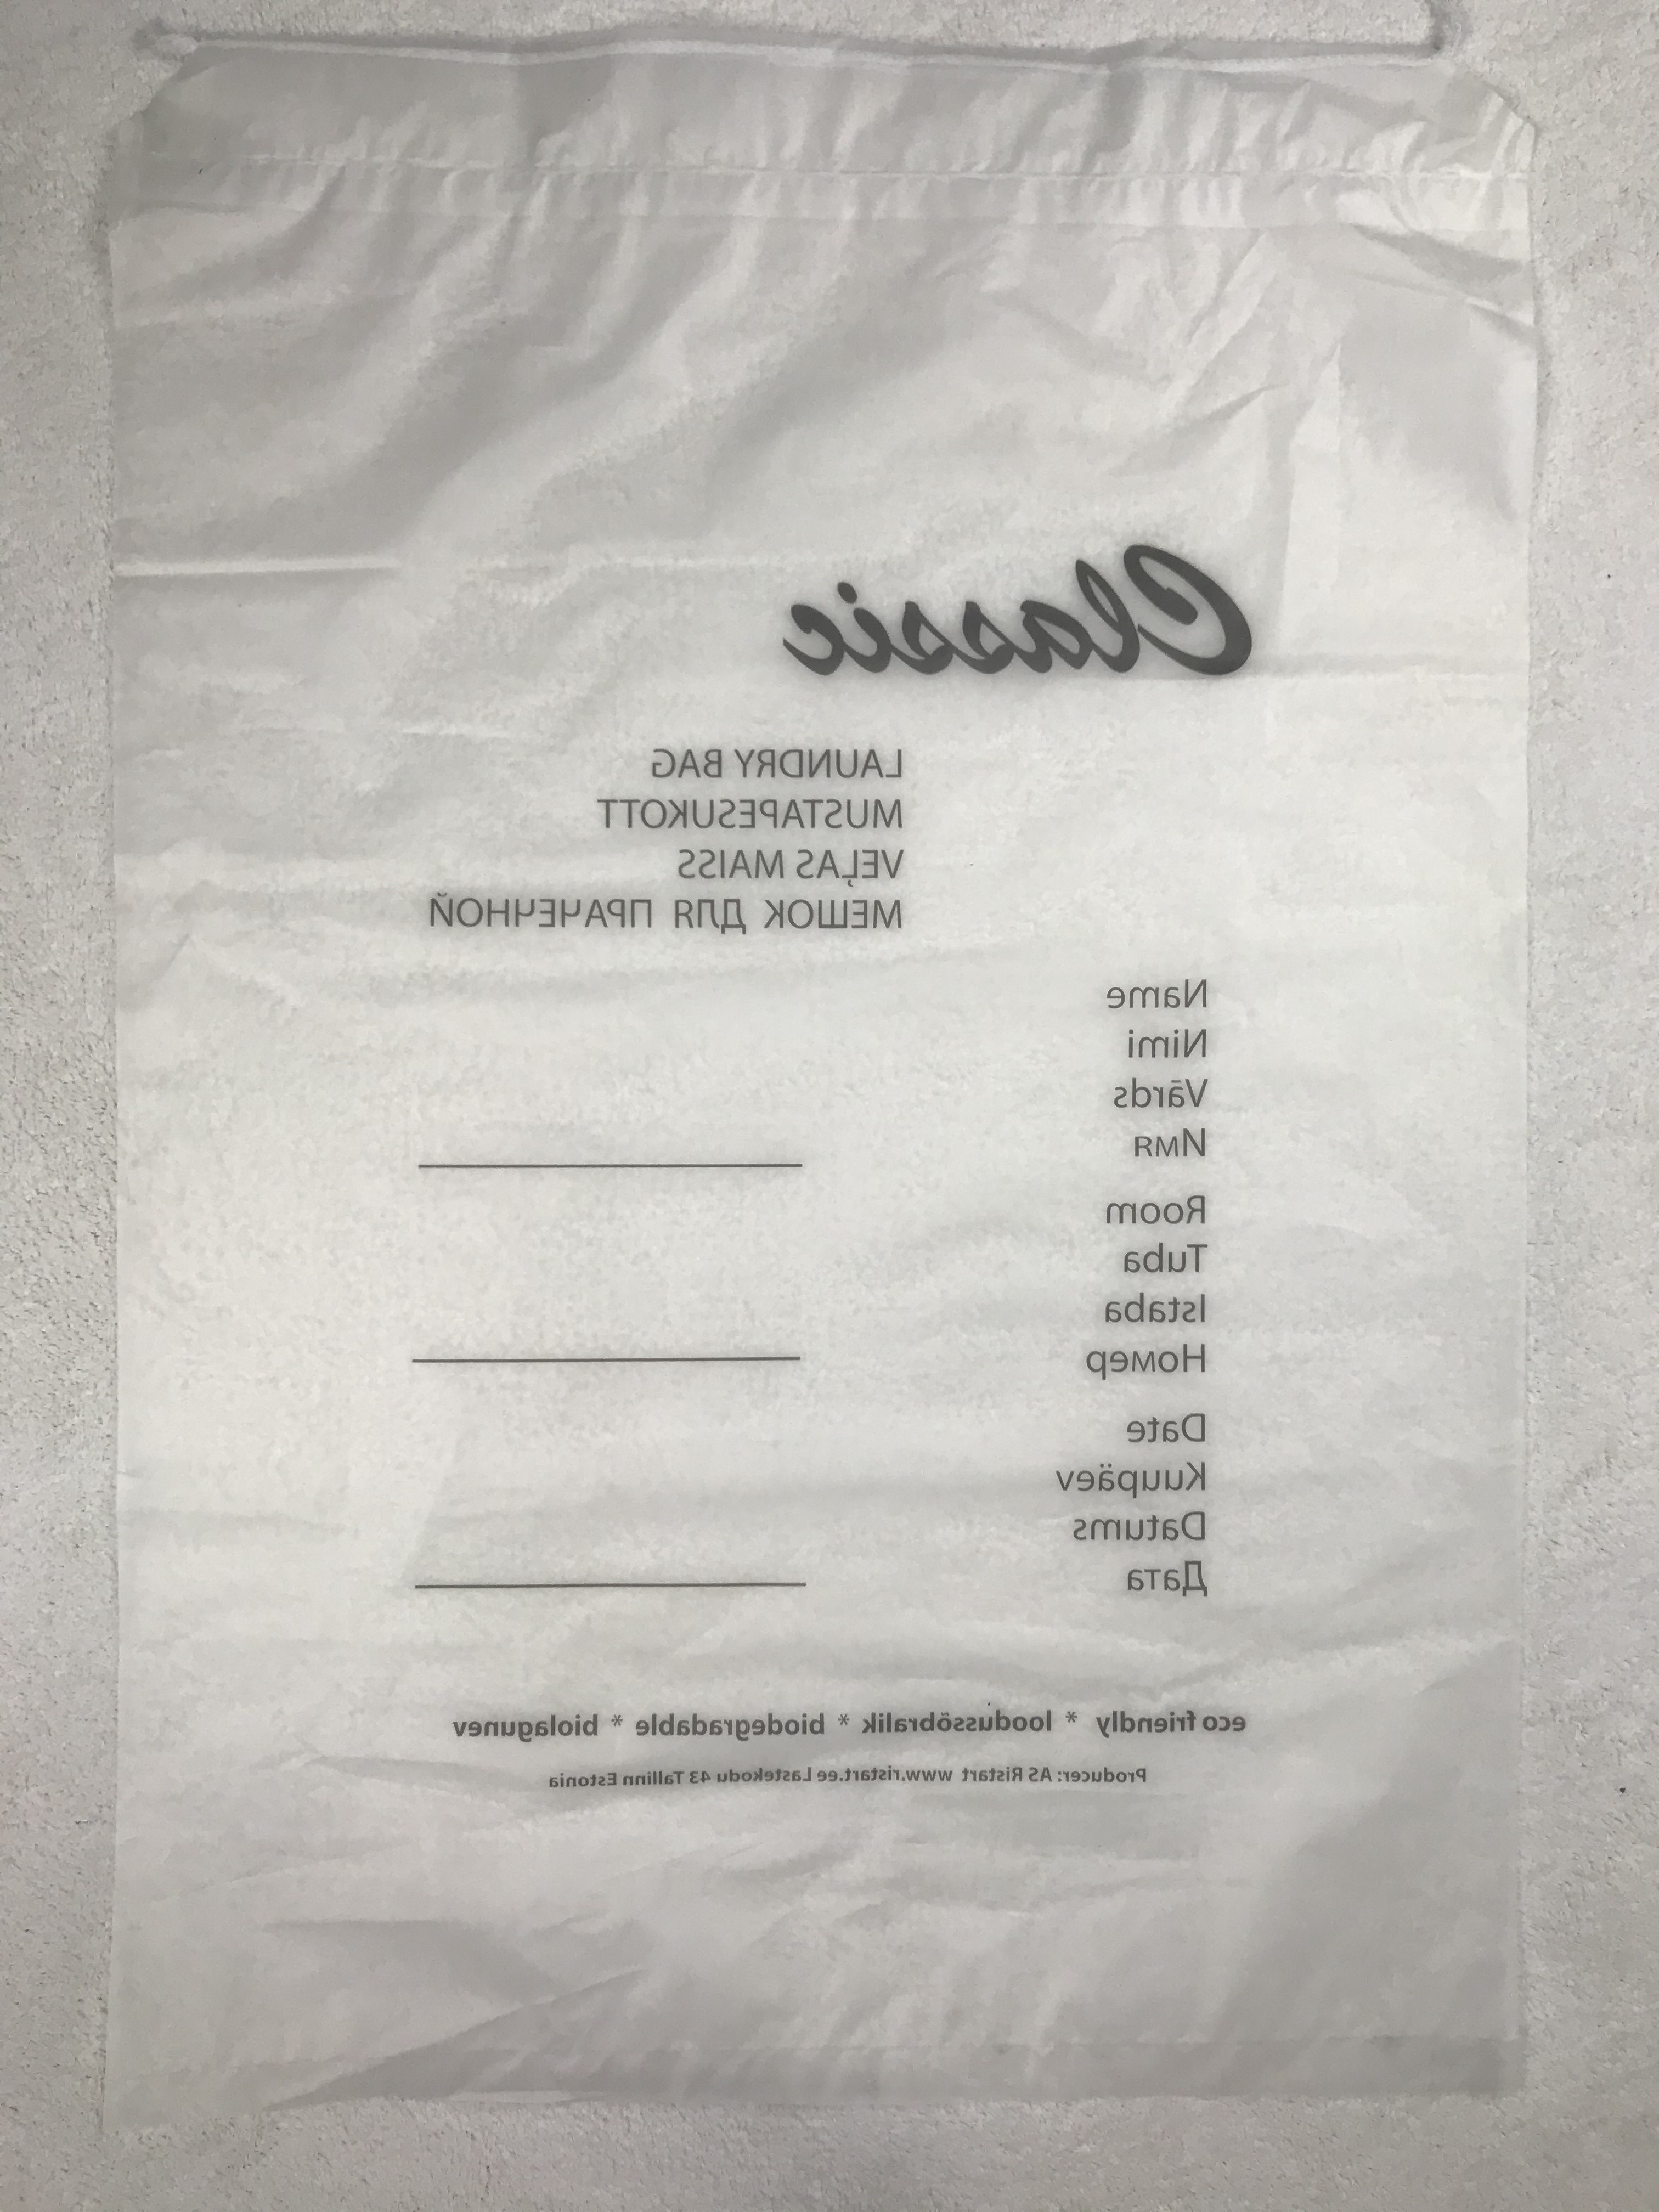 Classic
LAUNDRY BAG
MUSTAPESUKOTT
VEĻAS MAISS
МЕШОК ДЛЯ ПРАЧЕЧНОЙ
Name
Nimi
Vārds
Имя
Room
Tuba
Istaba
Номер
Date
Kuupäev
Datums
Дата
eco friendly * loodussõbralik * biodegradable * biolagunev
Producer: AS Ristart www.ristart.ee Lastekodu 43 Tallinn Estonia